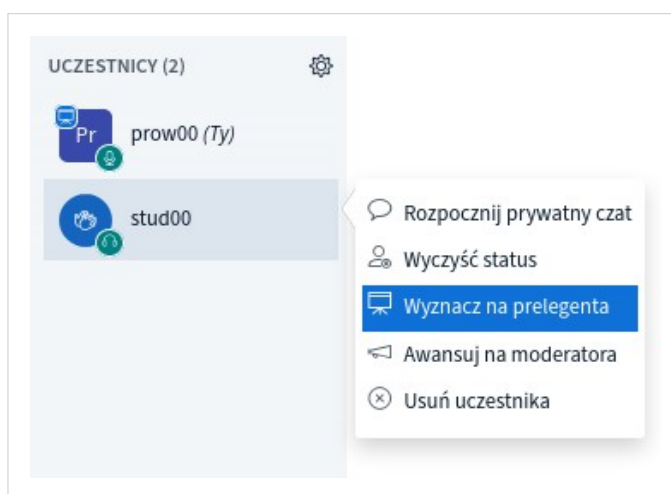 UCZESTNICY (2)
Pr prow00 (Ty)
stud00
Rozpocznij prywatny czat
Wyczyść status
Wyznacz na prelegenta
Awansuj na moderatora
Usuń uczestnika